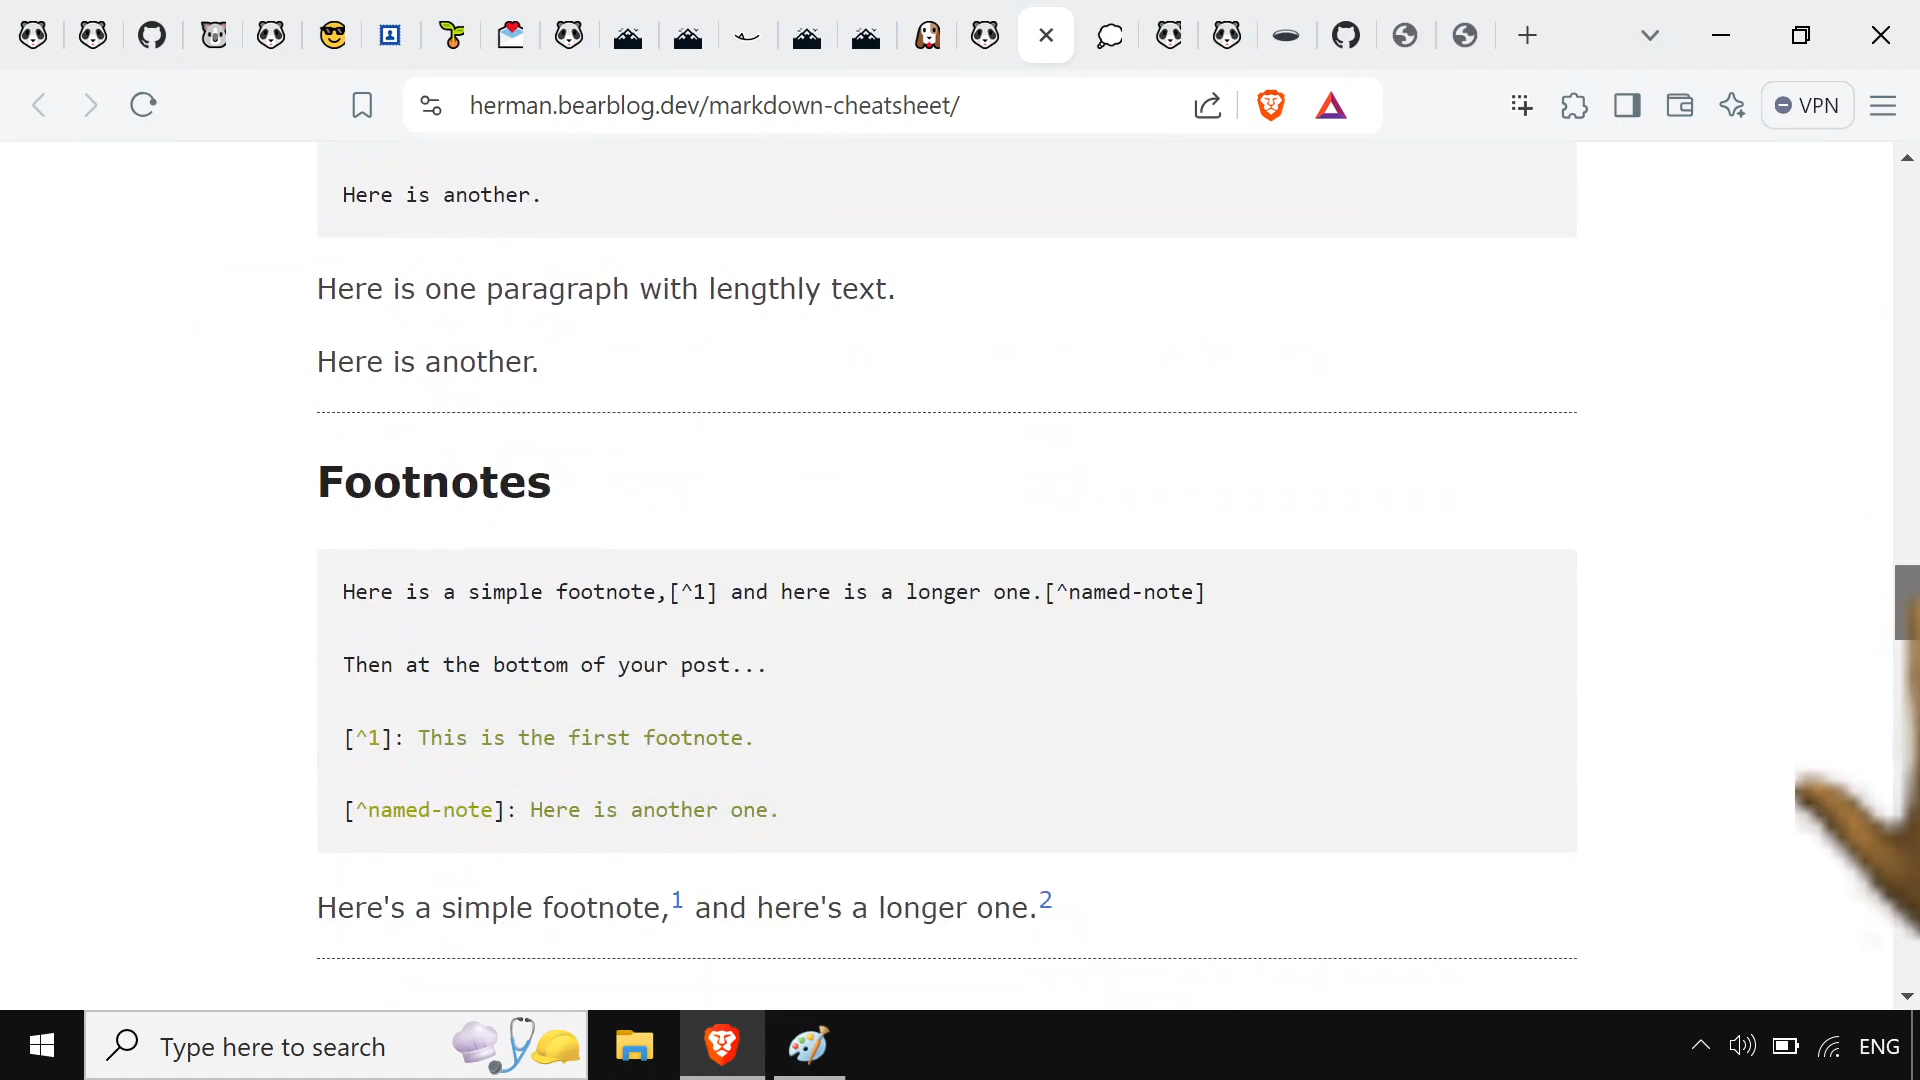 herman.bearblog.dev/markdown-cheatsheet/
VPN
Here is another.
Here is one paragraph with lengthly text.
Here is another.
Footnotes
Here is a simple footnote,[^1] and here is a longer one.[^named-note]
Then at the bottom of your post...
[^1]: This is the first footnote.
[^named-note]: Here is another one.
Here's a simple footnote,1 and here's a longer one.2
Type here to search
ENG